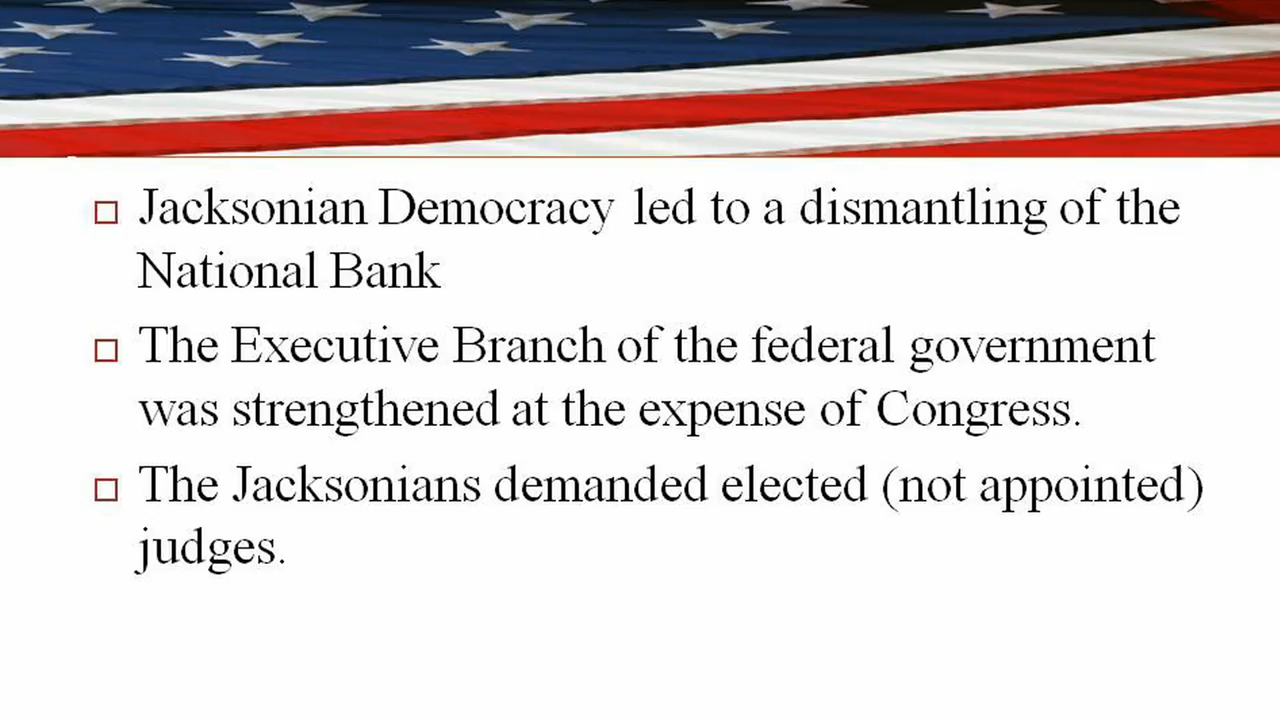 Jacksonian Democracy led to a dismantling of the
National Bank
The Executive Branch of the federal government
was strengthened at the expense of Congress.
The Jacksonians demanded elected (not appointed)
judges.